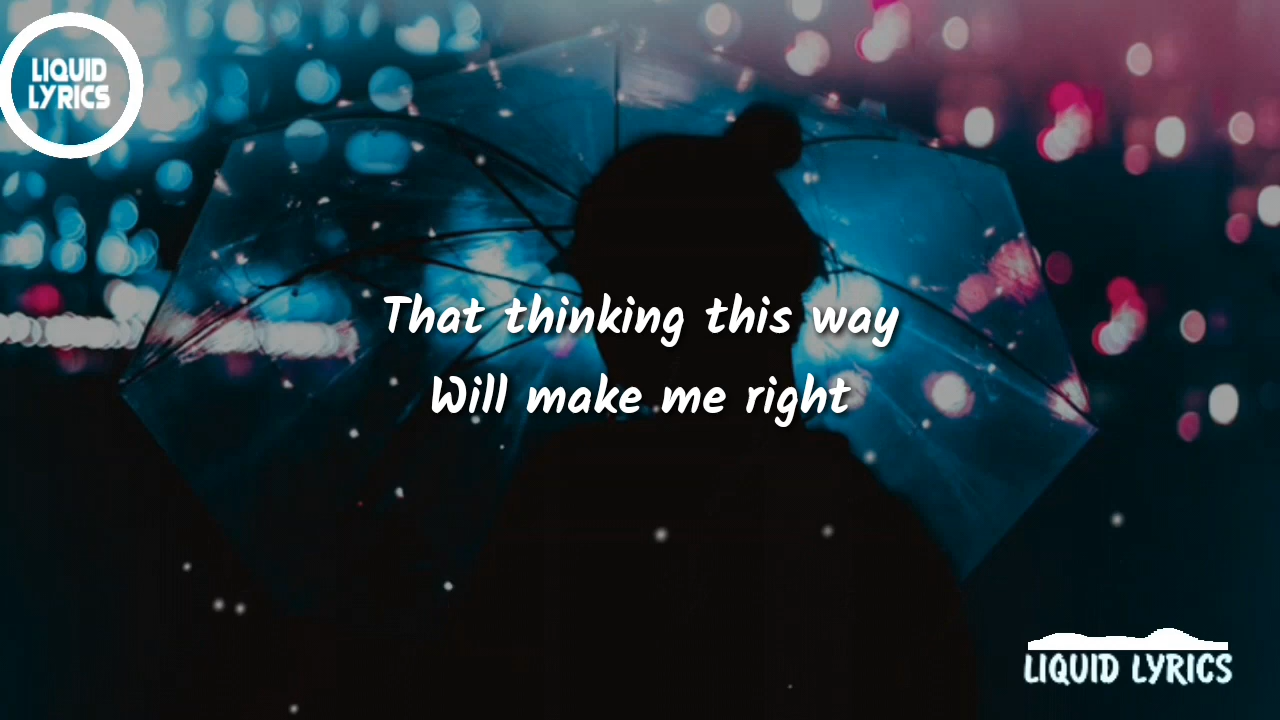 LIQUID
LYRICS
That thinking this way
Will make me right
LIQUID LYRICS